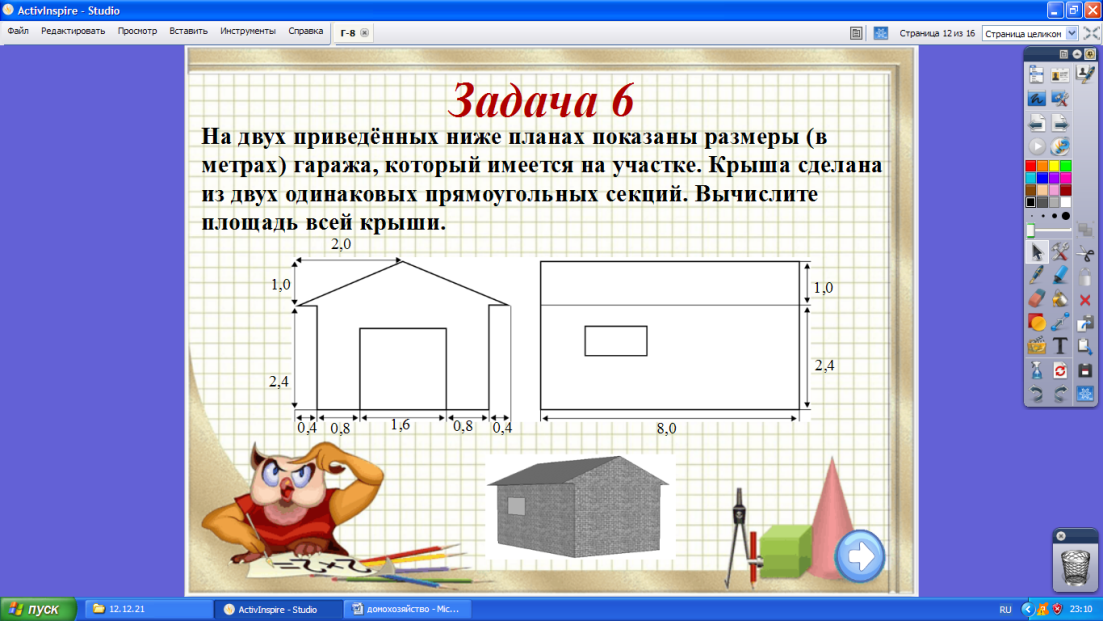 ActivInspire - Studio
Файл Редактировать Просмотр Вставить Инструменты Справка Г-8 Страница 12 из 16 Страница целиком
Задача 6
На двух приведённых ниже планах показаны размеры (в
метрах) гаража, который имеется на участке. Крыша сделана
из двух одинаковых прямоугольных секций. Вычислите
площадь всей крыши.
2,0
1,0
1,0
2,4
2,4
0,4 0,8 1,6 0,8 0,4
8,0
пуск 12.12.21 ActivInspire - Studio домохозяйство - Mic... RU 23:10